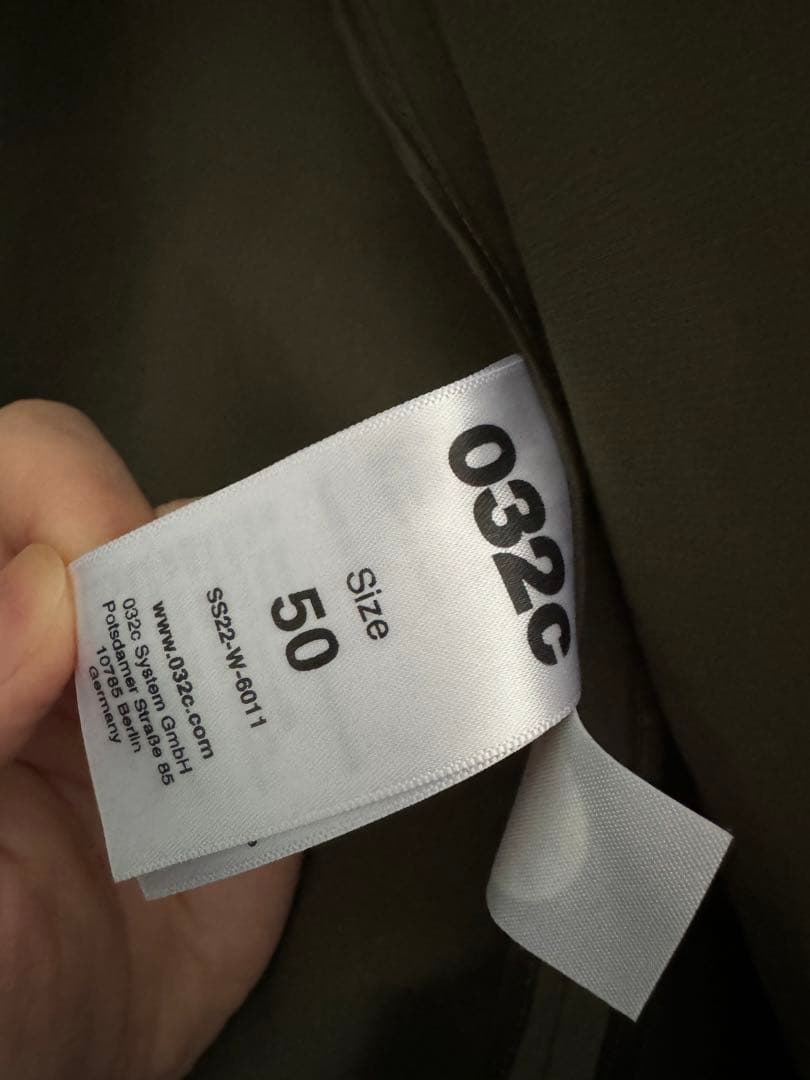 032c
Size
50
SS22-W-6011
www.032c.com
032c System GmbH
Potsdamer Straße 85
10785 Berlin
Germany